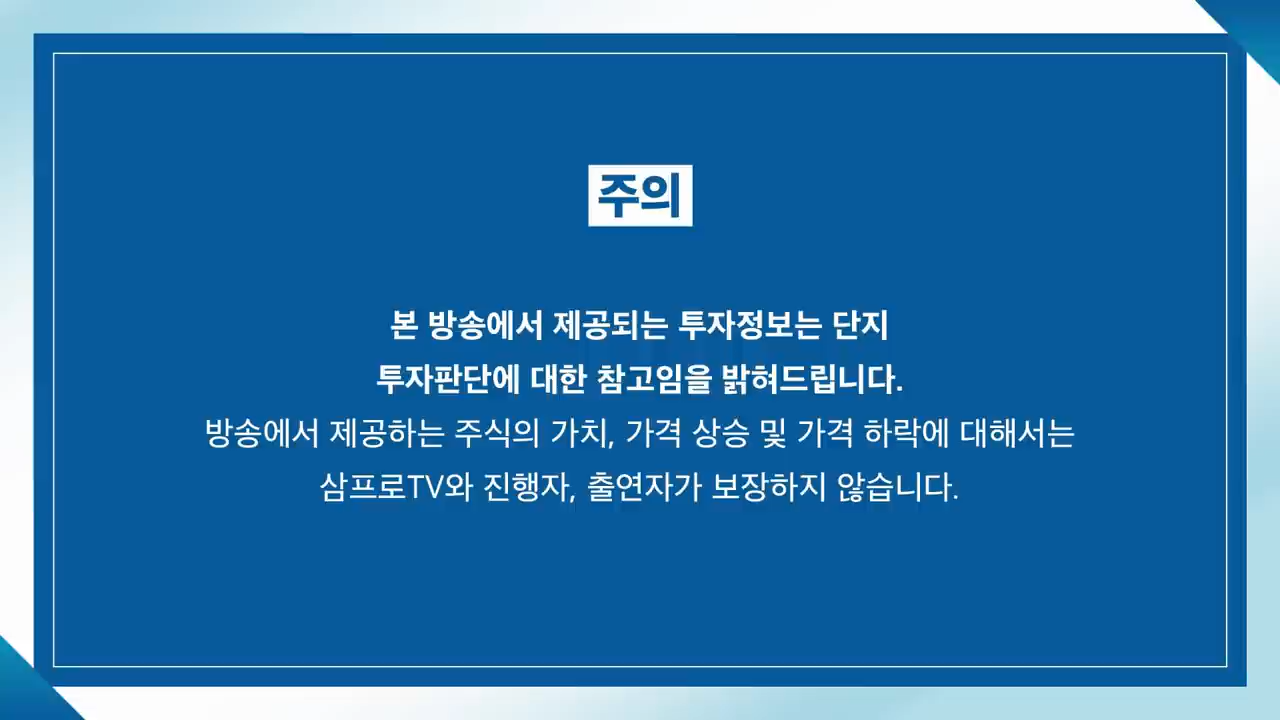 주의
본 방송에서 제공되는 투자정보는 단지
투자판단에 대한 참고임을 밝혀드립니다.
방송에서 제공하는 주식의 가치, 가격 상승 및 가격 하락에 대해서는
삼프로TV와 진행자, 출연자가 보장하지 않습니다.